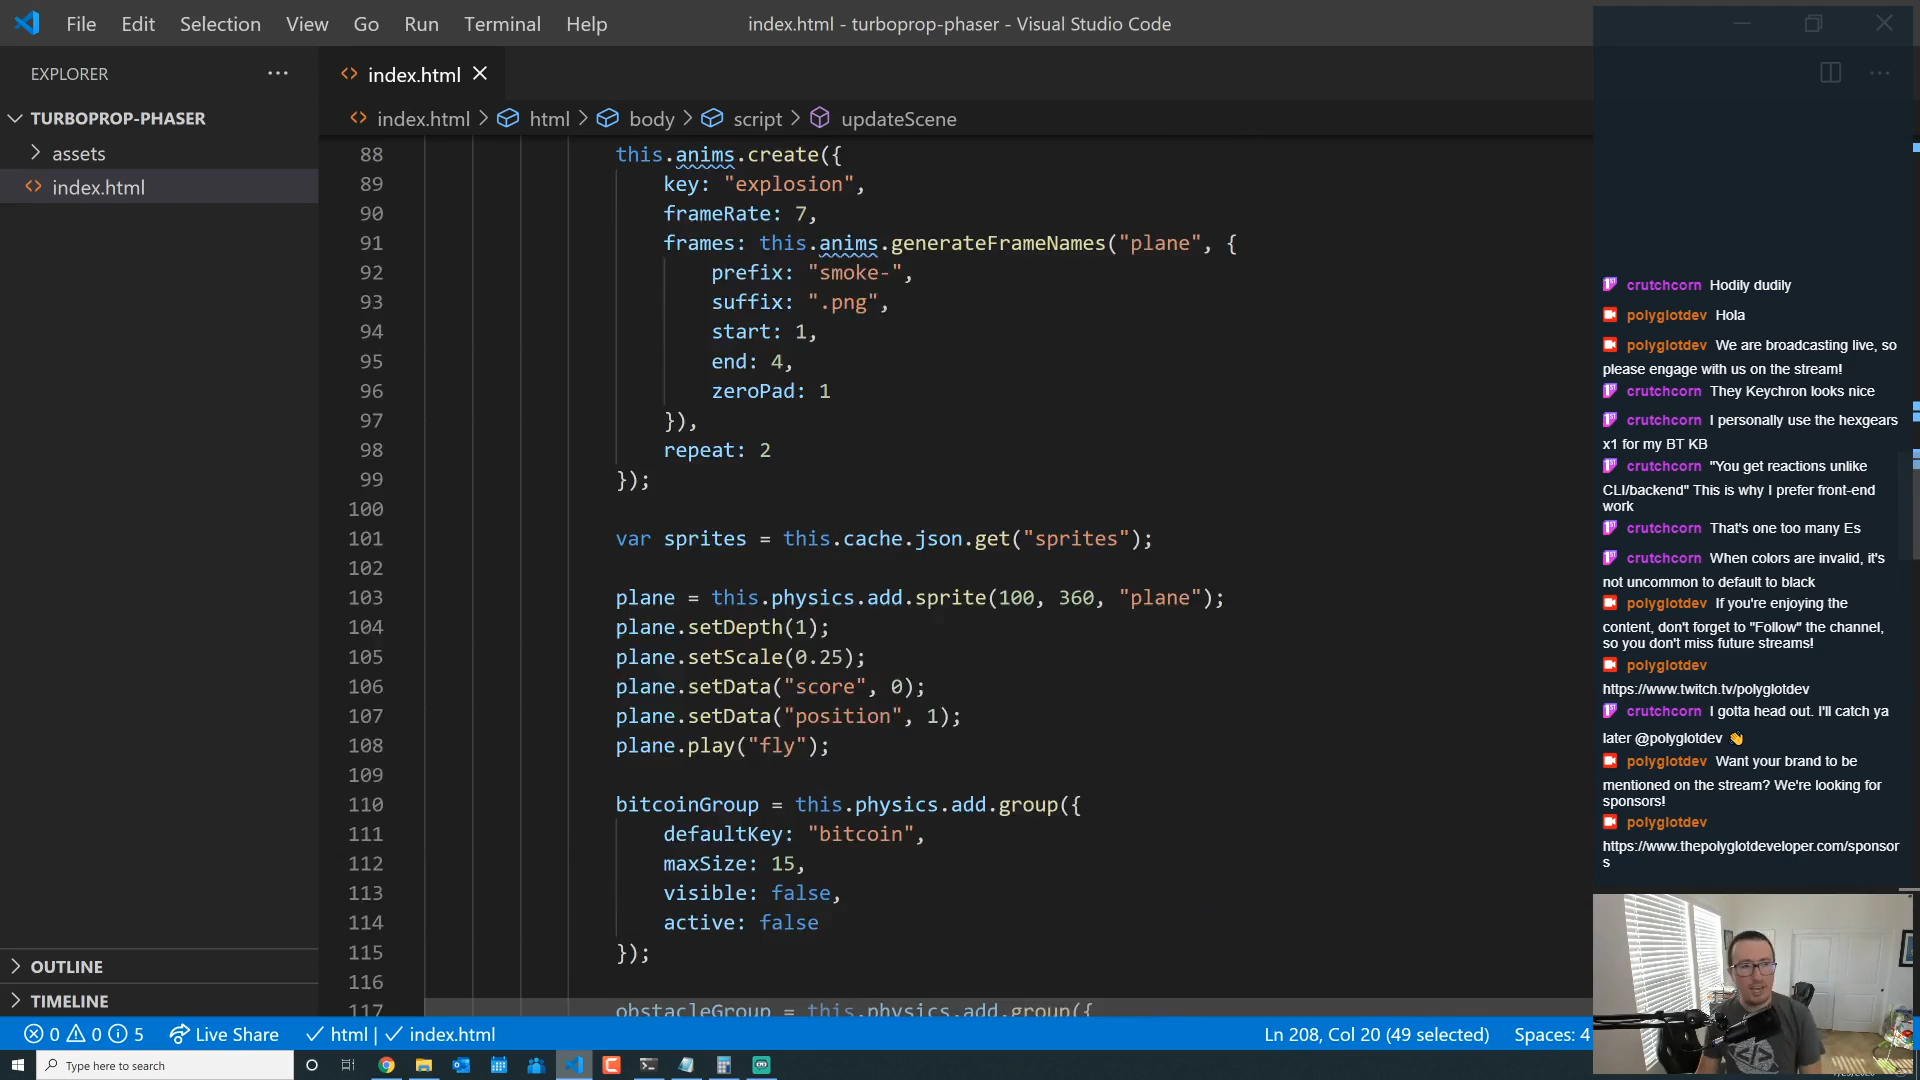 File Edit Selection View Go Run Terminal Help
index.html - turboprop-phaser - Visual Studio Code
EXPLORER
index.html
TURBOPROP-PHASER
assets
index.html
index.html > html > body > script > updateScene
88 this.anims.create({
89 key: "explosion",
90 frameRate: 7,
91 frames: this.anims.generateFrameNames("plane", {
92 prefix: "smoke-",
93 suffix: ".png",
94 start: 1,
95 end: 4,
96 zeroPad: 1
97 }),
98 repeat: 2
99 });
100
101 var sprites = this.cache.json.get("sprites");
102
103 plane = this.physics.add.sprite(100, 360, "plane");
104 plane.setDepth(1);
105 plane.setScale(0.25);
106 plane.setData("score", 0);
107 plane.setData("position", 1);
108 plane.play("fly");
109
110 bitcoinGroup = this.physics.add.group({
111 defaultKey: "bitcoin",
112 maxSize: 15,
113 visible: false,
114 active: false
115 });
116
117 obstacleGroup = this.physics.add.group({
OUTLINE
TIMELINE
crutchcorn Hodily dudily
polyglotdev Hola
polyglotdev We are broadcasting live, so
please engage with us on the stream!
crutchcorn They Keychron looks nice
crutchcorn I personally use the hexgears
x1 for my BT KB
crutchcorn "You get reactions unlike
CLI/backend" This is why I prefer front-end
work
crutchcorn That's one too many Es
crutchcorn When colors are invalid, it's
not uncommon to default to black
polyglotdev If you're enjoying the
content, don't forget to "Follow" the channel,
so you don't miss future streams!
polyglotdev
https://www.twitch.tv/polyglotdev
crutchcorn I gotta head out. I'll catch ya
later @polyglotdev 👋
polyglotdev Want your brand to be
mentioned on the stream? We're looking for
sponsors!
polyglotdev
https://www.thepolyglotdeveloper.com/sponsor
s
0 0 5 Live Share html | index.html
Ln 208, Col 20 (49 selected) Spaces: 4
Type here to search